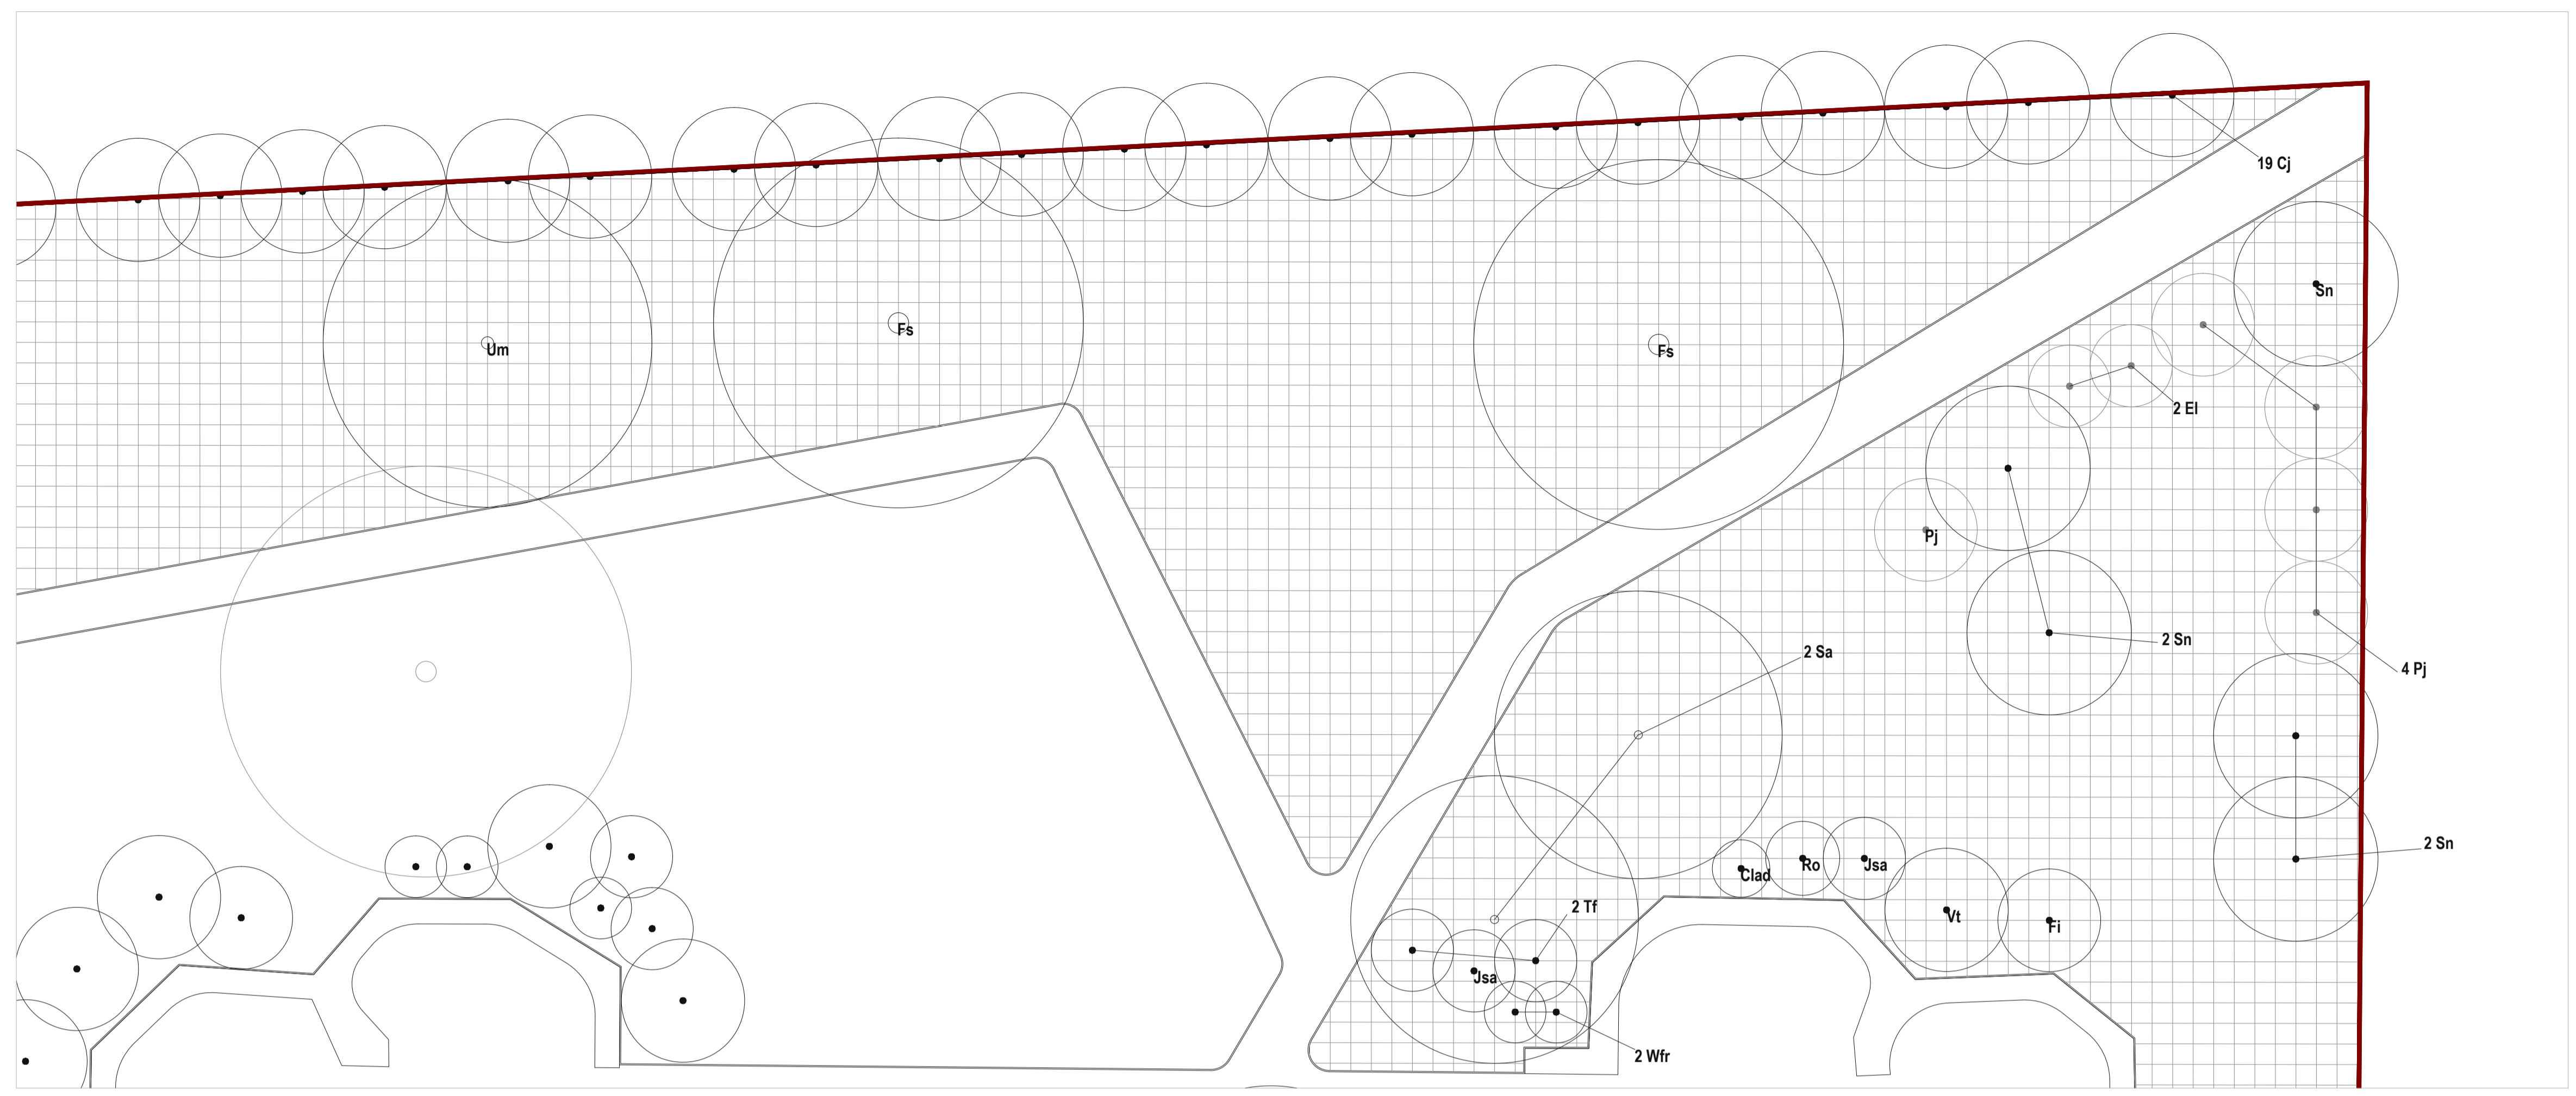 19 Cj
Sn
Fs
Um
Fs
2 El
Pj
2 Sn
2 Sa
4 Pj
2 Sn
Clad
Ro
Jsa
2 Tf
Vt
Fi
Jsa
2 Wfr